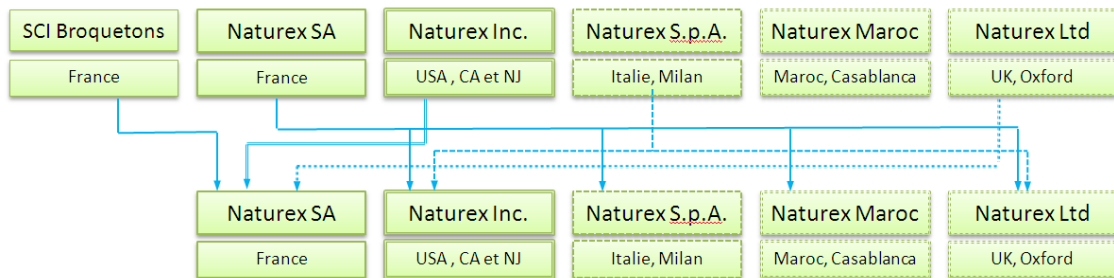 SCI Broquetons
Naturex SA
Naturex Inc.
Naturex S.p.A.
Naturex Maroc
Naturex Ltd
France
France
USA , CA et NJ
Italie, Milan
Maroc, Casablanca
UK, Oxford
Naturex SA
Naturex Inc.
Naturex S.p.A.
Naturex Maroc
Naturex Ltd
France
USA , CA et NJ
Italie, Milan
Maroc, Casablanca
UK, Oxford